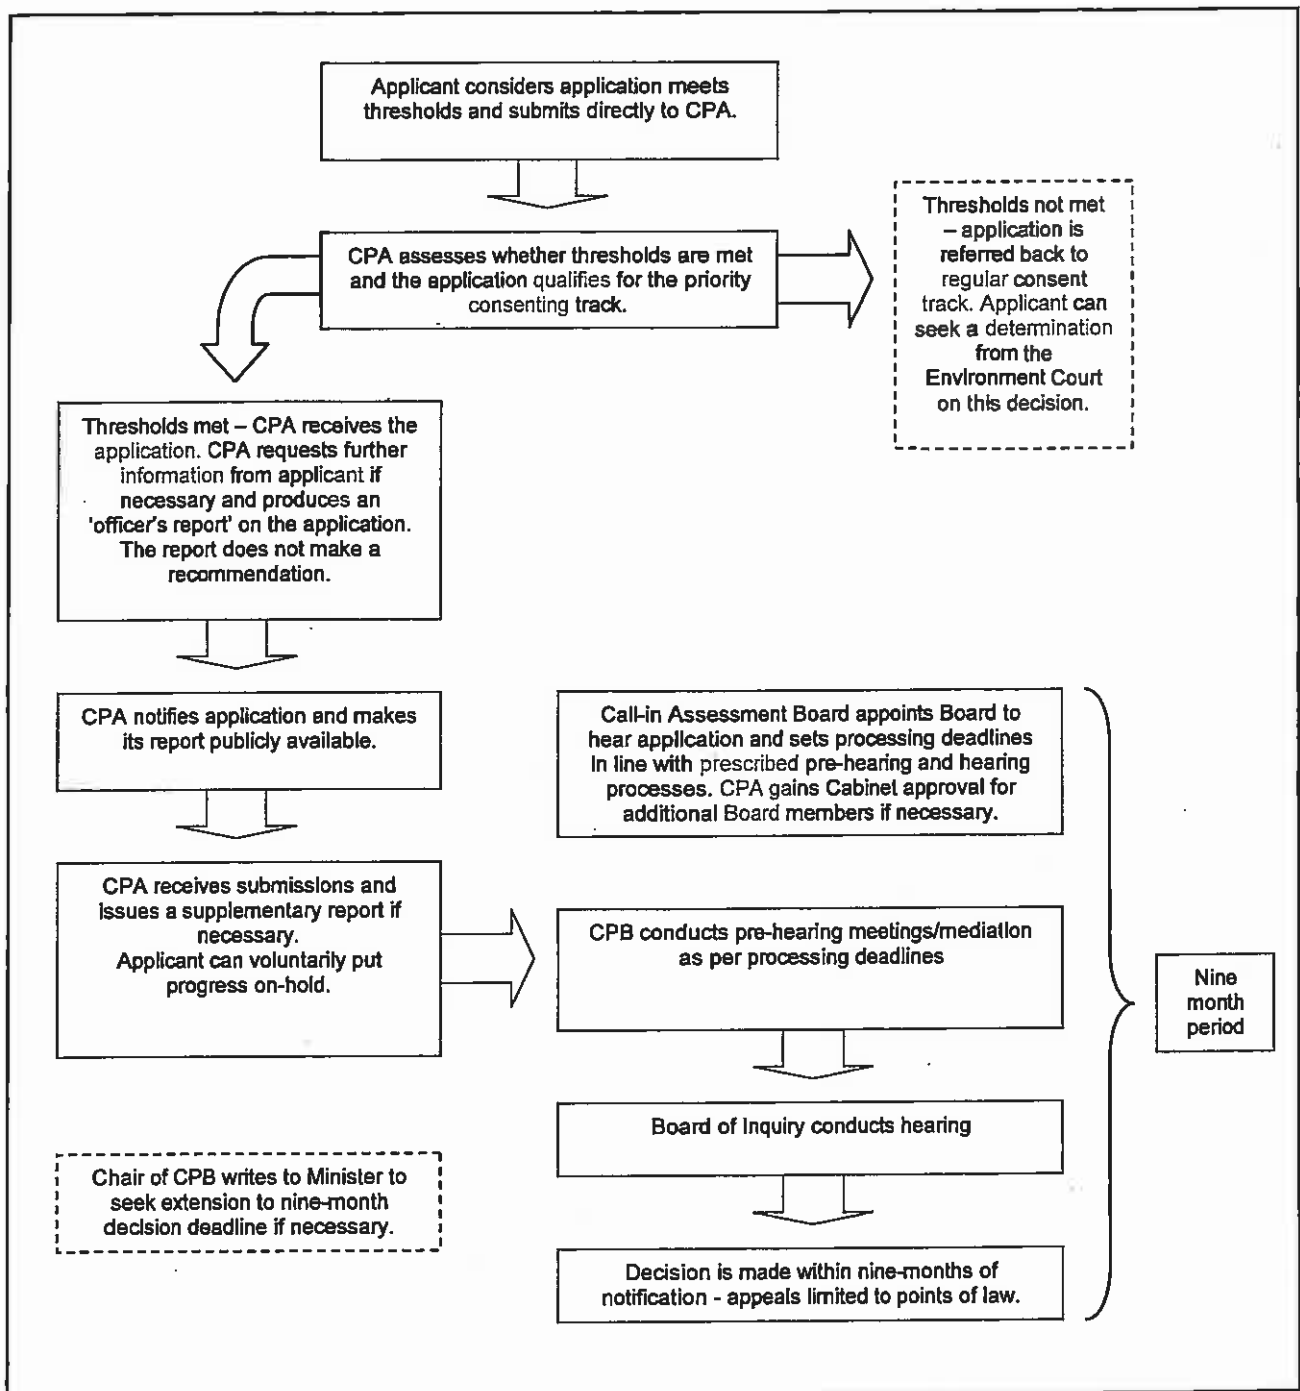 Applicant considers application meets
thresholds and submits directly to CPA.
CPA assesses whether thresholds are met
and the application qualifies for the priority
consenting track.
Thresholds not met
– application is
referred back to
regular consent
track. Applicant can
seek a determination
from the
Environment Court
on this decision.
Thresholds met – CPA receives the
application. CPA requests further
information from applicant if
necessary and produces an
'officer's report' on the application.
The report does not make a
recommendation.
CPA notifies application and makes
its report publicly available.
Call-in Assessment Board appoints Board to
hear application and sets processing deadlines
In line with prescribed pre-hearing and hearing
processes. CPA gains Cabinet approval for
additional Board members if necessary.
CPA receives submissions and
issues a supplementary report if
necessary.
Applicant can voluntarily put
progress on-hold.
CPB conducts pre-hearing meetings/mediation
as per processing deadlines
Nine
month
period
Board of Inquiry conducts hearing
Chair of CPB writes to Minister to
seek extension to nine-month
decision deadline if necessary.
Decision is made within nine-months of
notification - appeals limited to points of law.